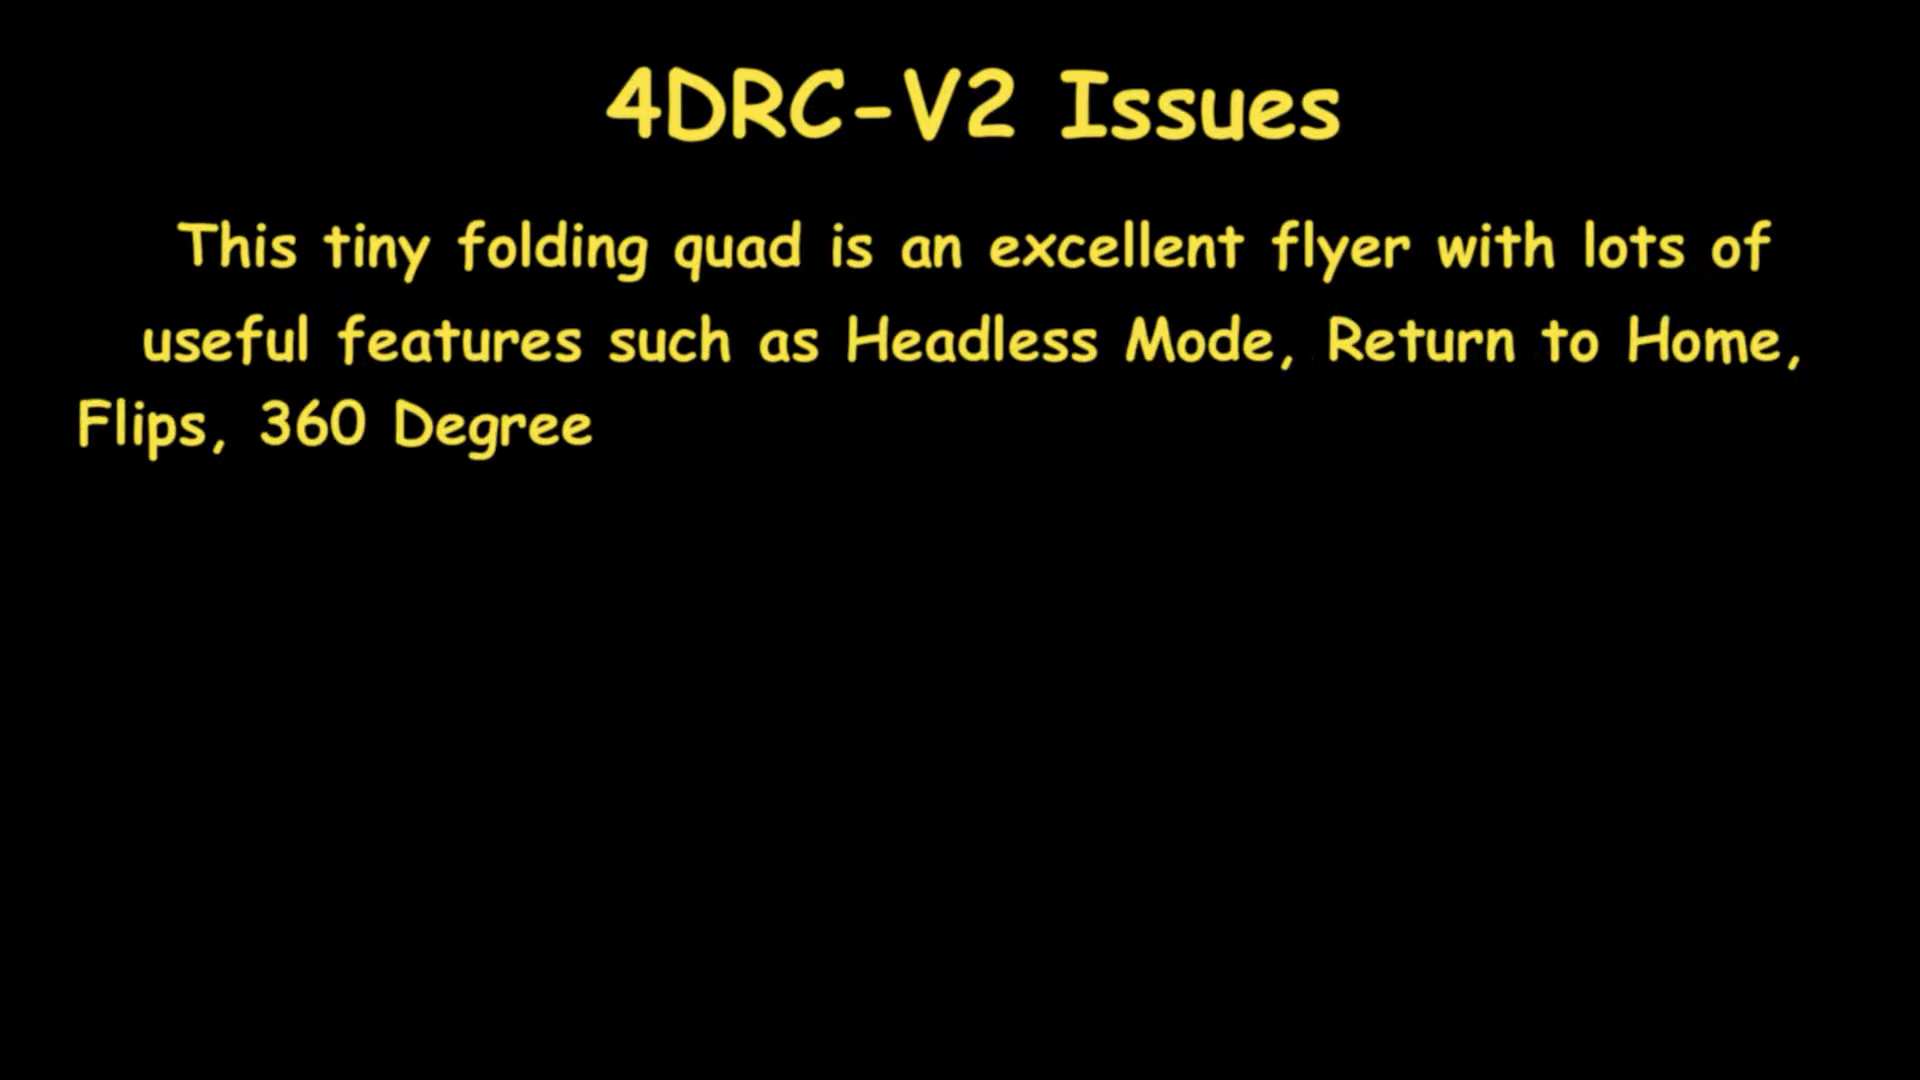 4DRC-V2 Issues
This tiny folding quad is an excellent flyer with lots of
useful features such as Headless Mode, Return to Home,
Flips, 360 Degree